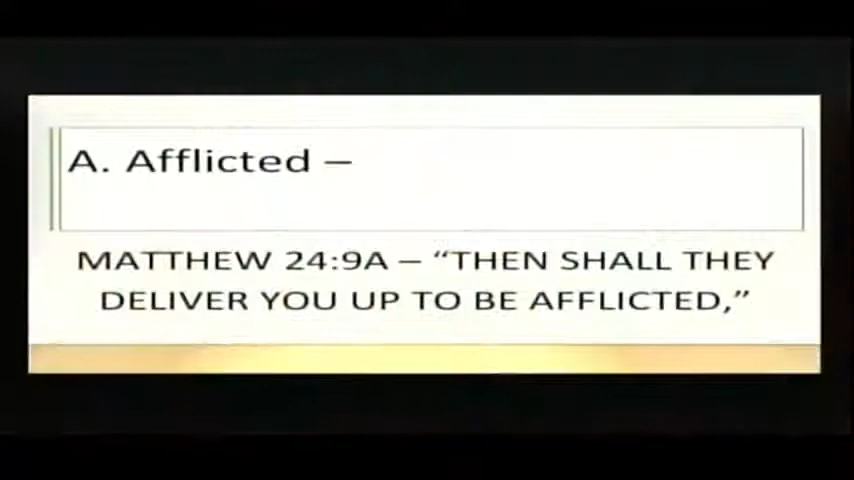 A. Afflicted –
MATTHEW 24:9A – “THEN SHALL THEY
DELIVER YOU UP TO BE AFFLICTED,”